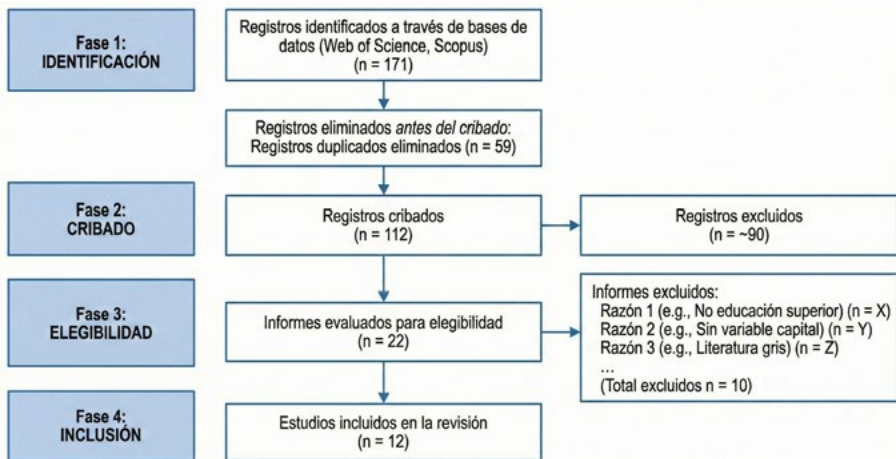 Fase 1:
IDENTIFICACIÓN
Registros identificados a través de bases de
datos (Web of Science, Scopus)
(n = 171)
Registros eliminados antes del cribado:
Registros duplicados eliminados (n = 59)
Fase 2:
CRIBADO
Registros cribados
(n = 112)
Registros excluidos
(n = ~90)
Fase 3:
ELEGIBILIDAD
Informes evaluados para elegibilidad
(n = 22)
Informes excluidos:
Razón 1 (e.g., No educación superior) (n = X)
Razón 2 (e.g., Sin variable capital) (n = Y)
Razón 3 (e.g., Literatura gris) (n = Z)
...
(Total excluidos n = 10)
Fase 4:
INCLUSIÓN
Estudios incluidos en la revisión
(n = 12)